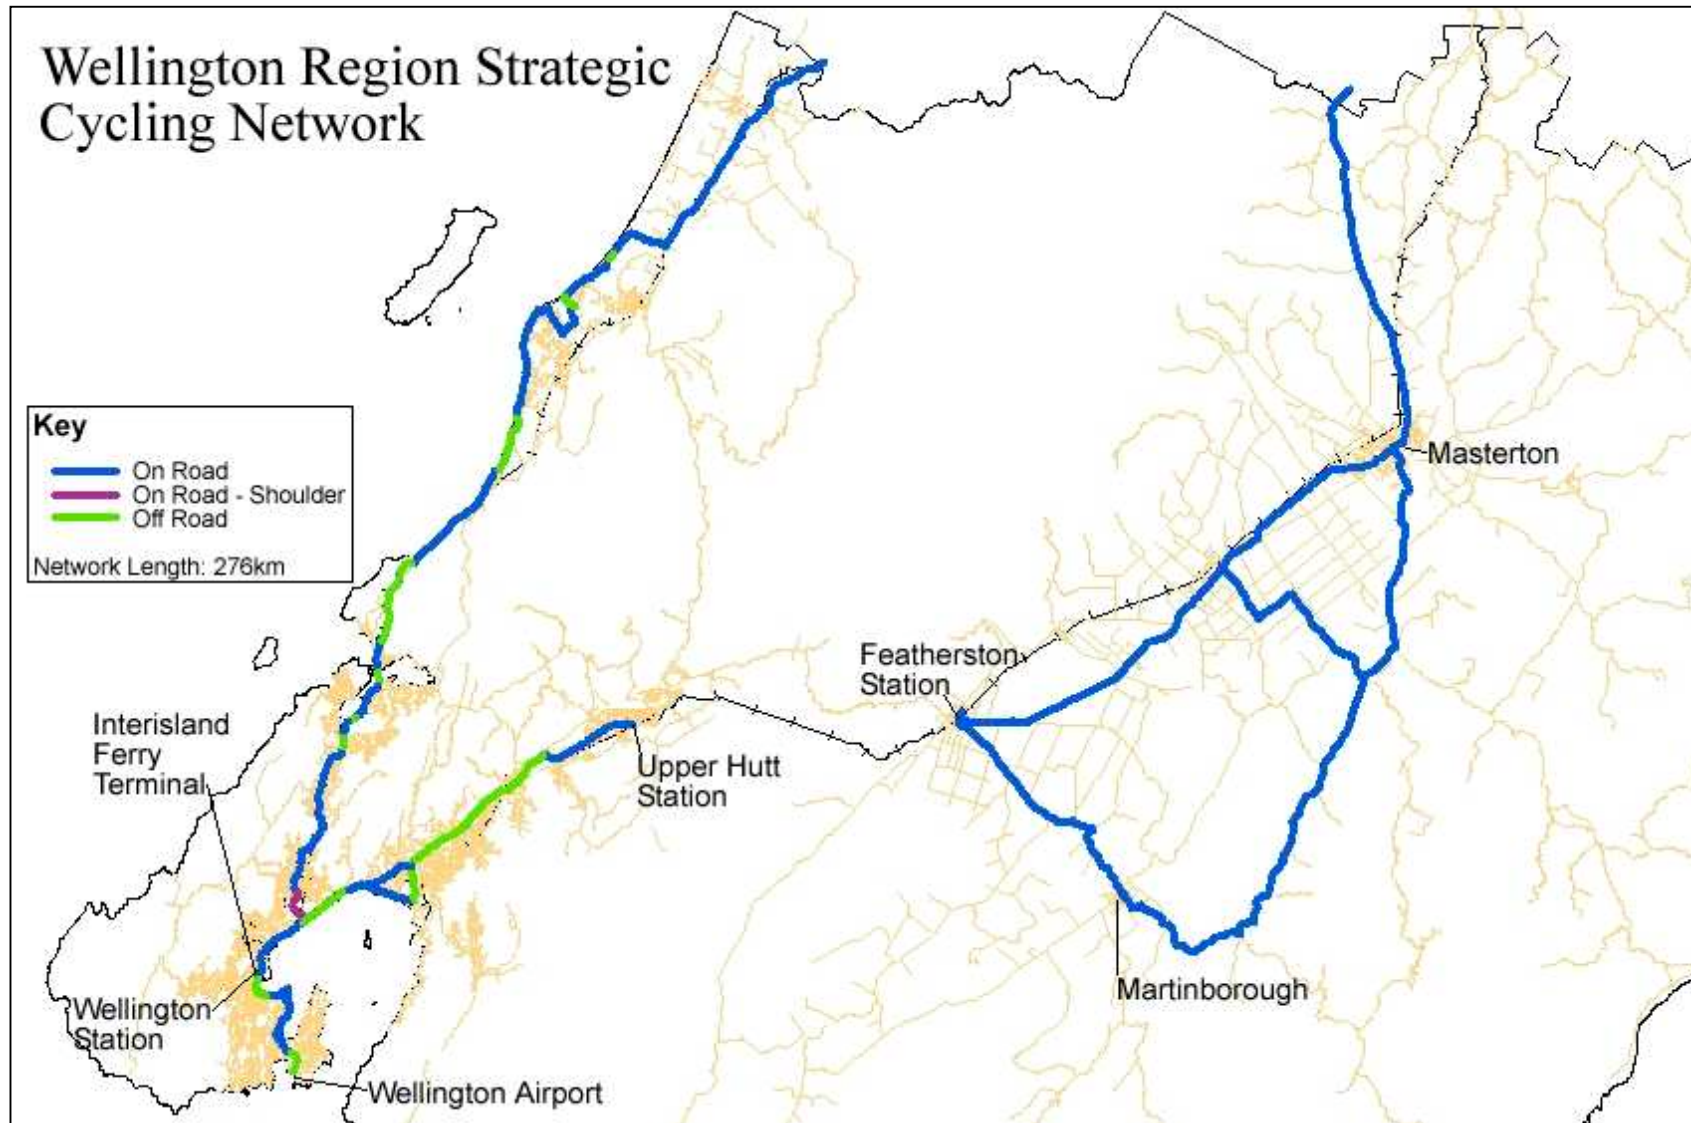 Wellington Region Strategic
Cycling Network
Key
On Road
On Road - Shoulder
Off Road
Network Length: 276km
Masterton
Featherston
Station
Interisland
Ferry
Terminal
Upper Hutt
Station
Martinborough
Wellington
Station
Wellington Airport